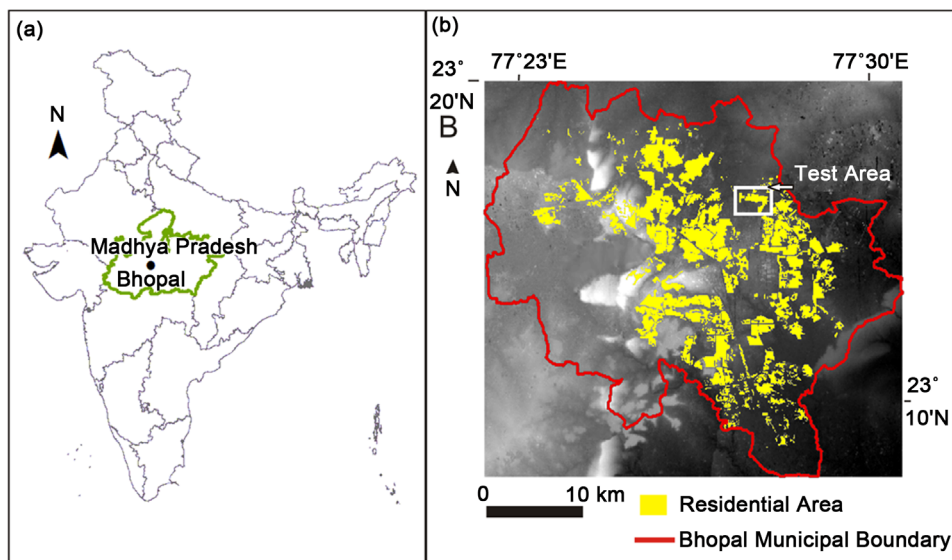 (a)
N
Madhya Pradesh
Bhopal
(b)
77°23'E
77°30'E
23°
20'N
B
N
Test Area
23°
10'N
0 10 km
Residential Area
Bhopal Municipal Boundary